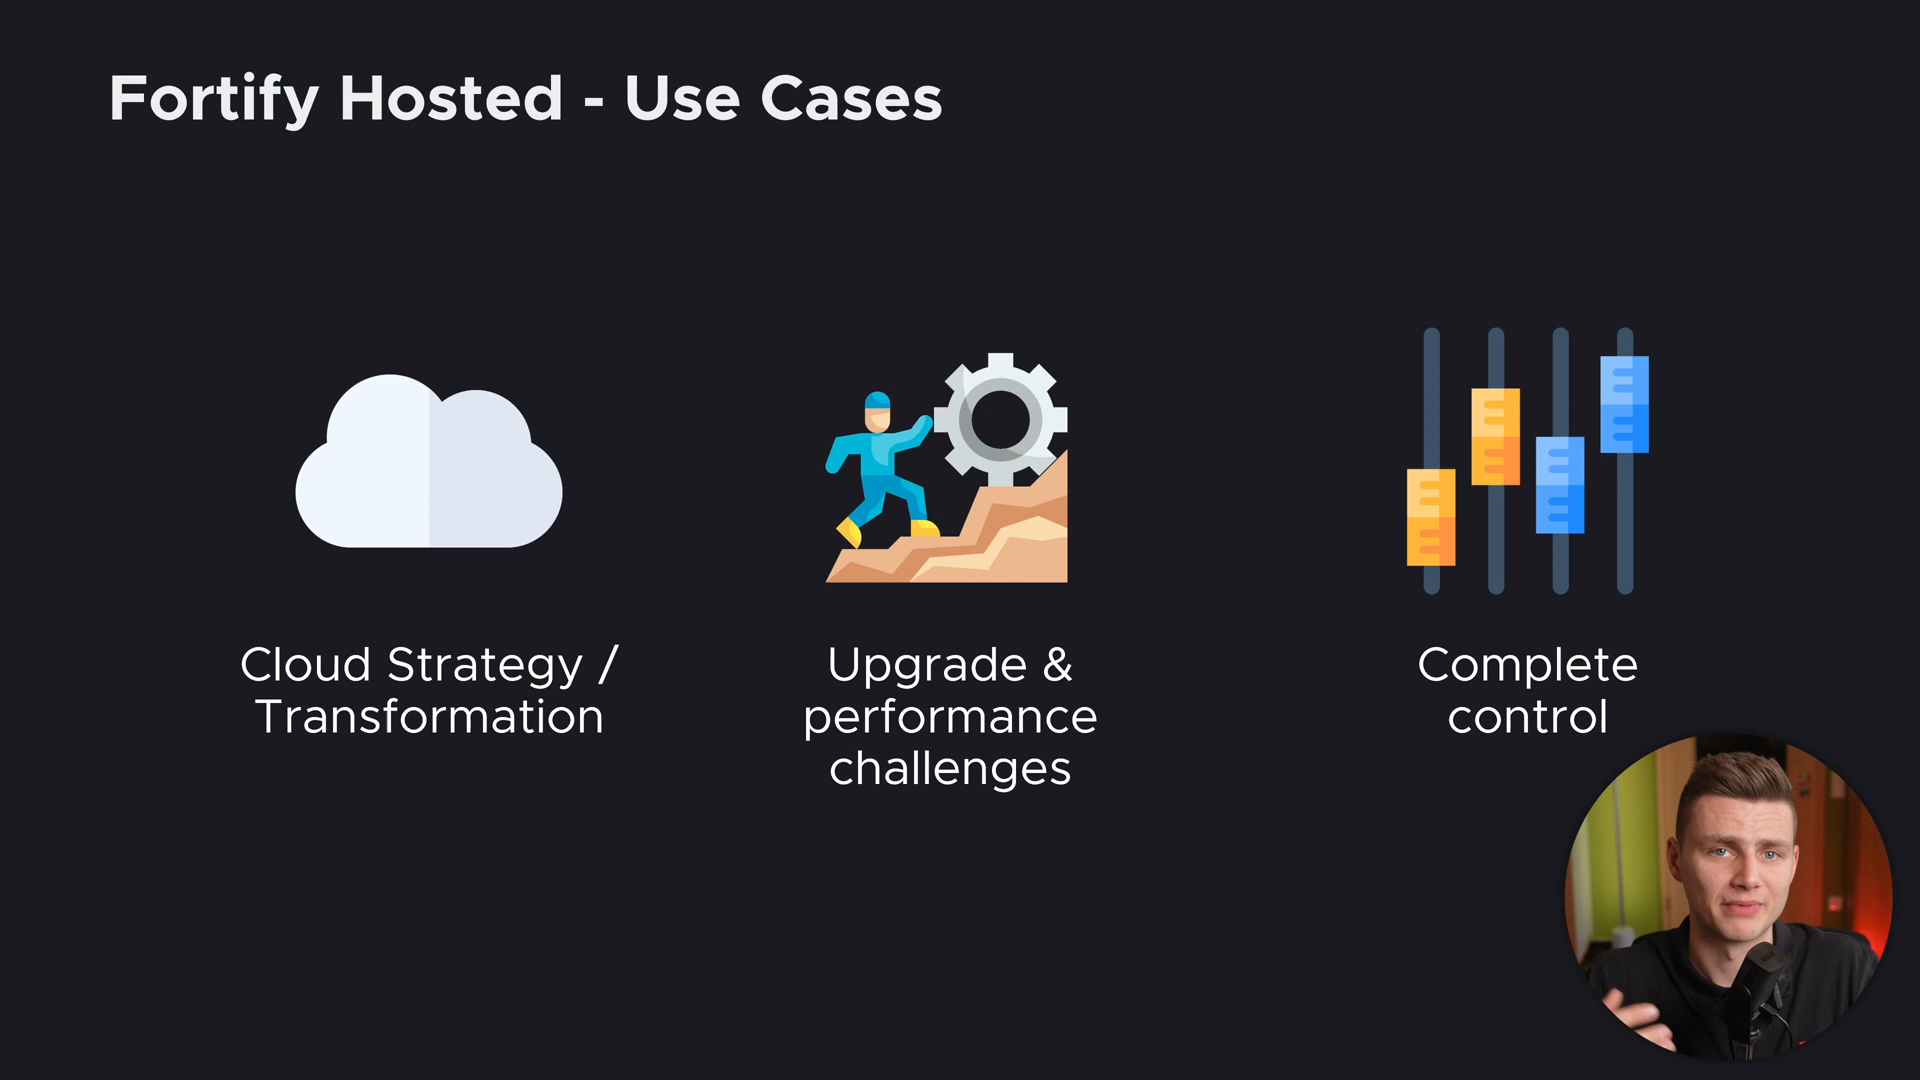 Fortify Hosted - Use Cases
Cloud Strategy /
Transformation
Upgrade &
performance
challenges
Complete
control